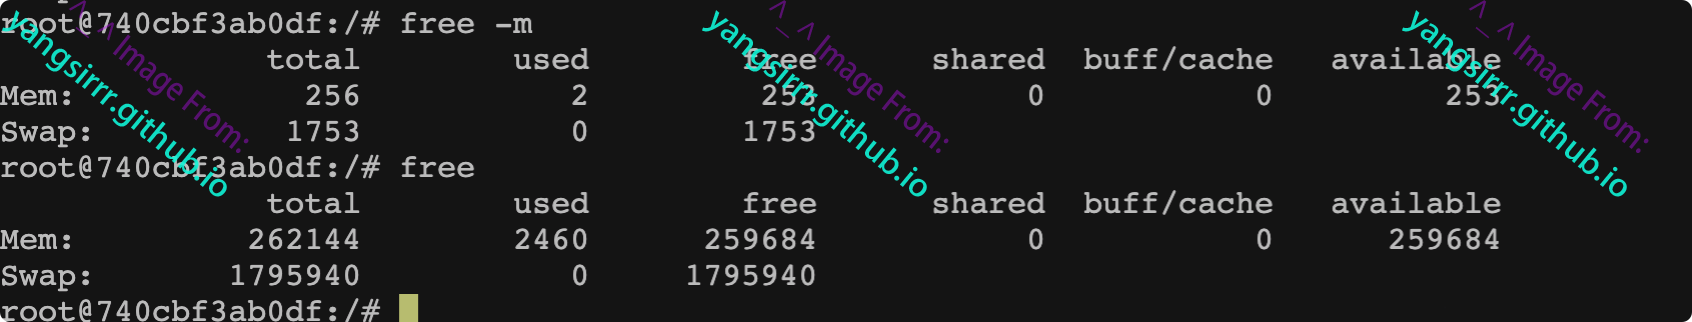 root@740cbf3ab0df:/# free -m
total used free shared buff/cache available
Mem: 256 2 253 0 0 253
Swap: 1753 0 1753
root@740cbf3ab0df:/# free
total used free shared buff/cache available
Mem: 262144 2460 259684 0 0 259684
Swap: 1795940 0 1795940
root@740cbf3ab0df:/#
^_^ Image From:
yangsirrr.github.io
^_^ Image From:
yangsirrr.github.io
^_^ Image From:
yangsirrr.github.io